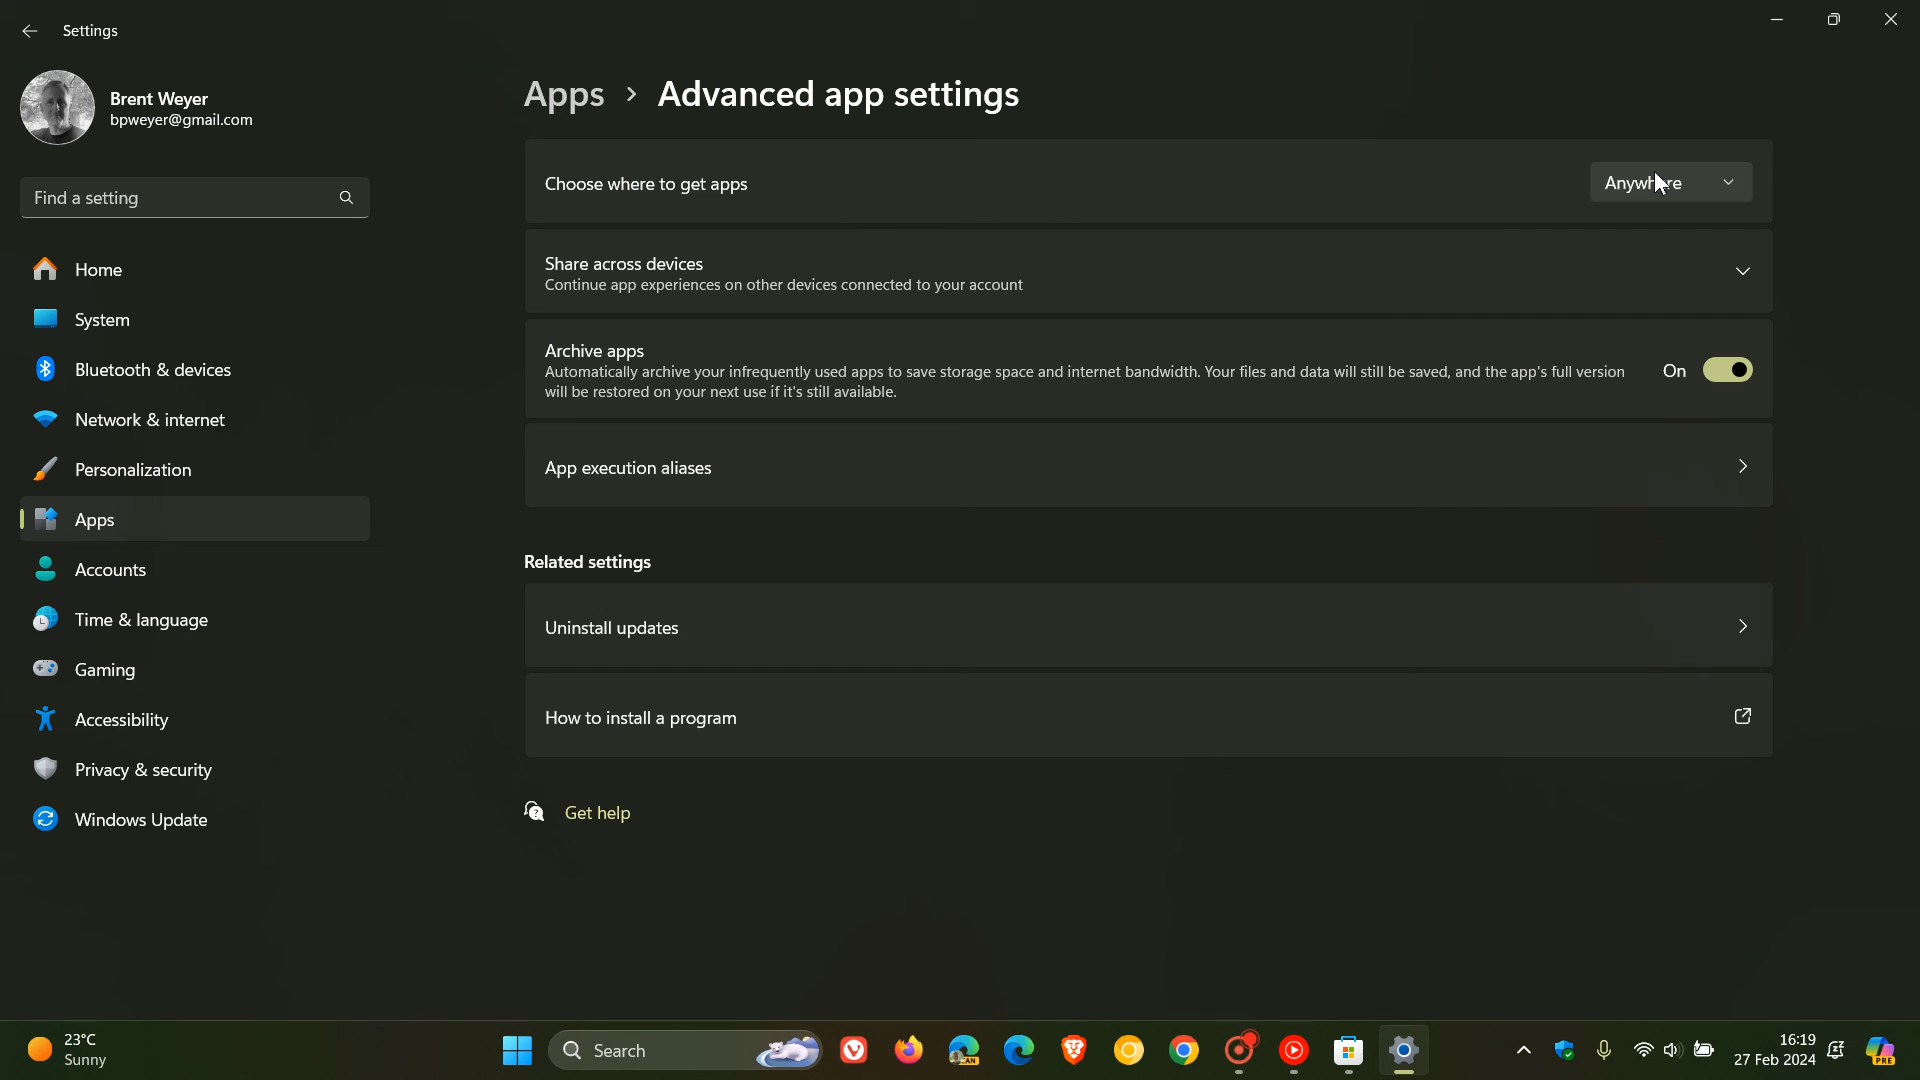 Settings
Brent Weyer
bpweyer@gmail.com
Find a setting
Home
System
Bluetooth & devices
Network & internet
Personalization
Apps
Accounts
Time & language
Gaming
Accessibility
Privacy & security
Windows Update
Apps > Advanced app settings
Choose where to get apps
Anywhere
Share across devices
Continue app experiences on other devices connected to your account
Archive apps
Automatically archive your infrequently used apps to save storage space and internet bandwidth. Your files and data will still be saved, and the app's full version
will be restored on your next use if it's still available.
On
App execution aliases
Related settings
Uninstall updates
How to install a program
Get help
23°C
Sunny
Search
CAN
16:19
27 Feb 2024
PRE